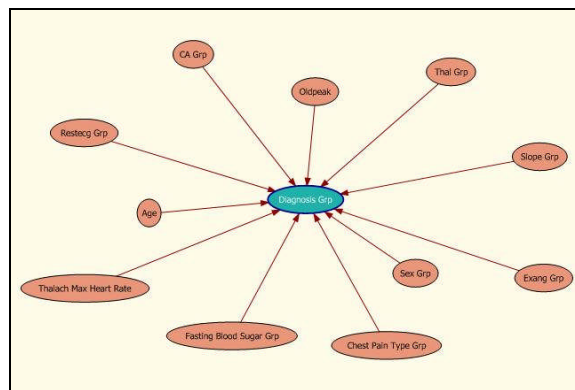 CA Grp
Thal Grp
Oldpeak
Restecg Grp
Slope Grp
Diagnosis Grp
Age
Sex Grp
Exang Grp
Thalach Max Heart Rate
Fasting Blood Sugar Grp
Chest Pain Type Grp